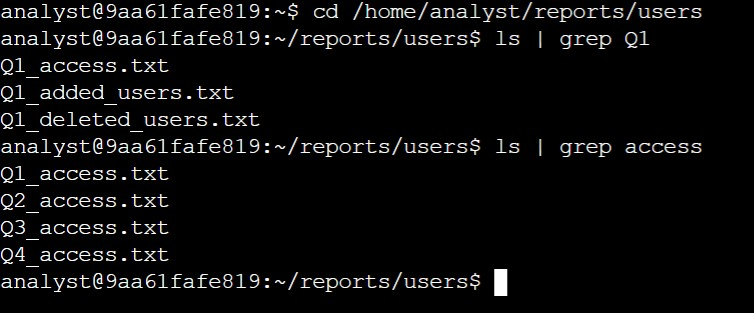 analyst@9aa61fafe819:~$ cd /home/analyst/reports/users
analyst@9aa61fafe819:~/reports/users$ ls | grep Q1
Q1_access.txt
Q1_added_users.txt
Q1_deleted_users.txt
analyst@9aa61fafe819:~/reports/users$ ls | grep access
Q1_access.txt
Q2_access.txt
Q3_access.txt
Q4_access.txt
analyst@9aa61fafe819:~/reports/users$